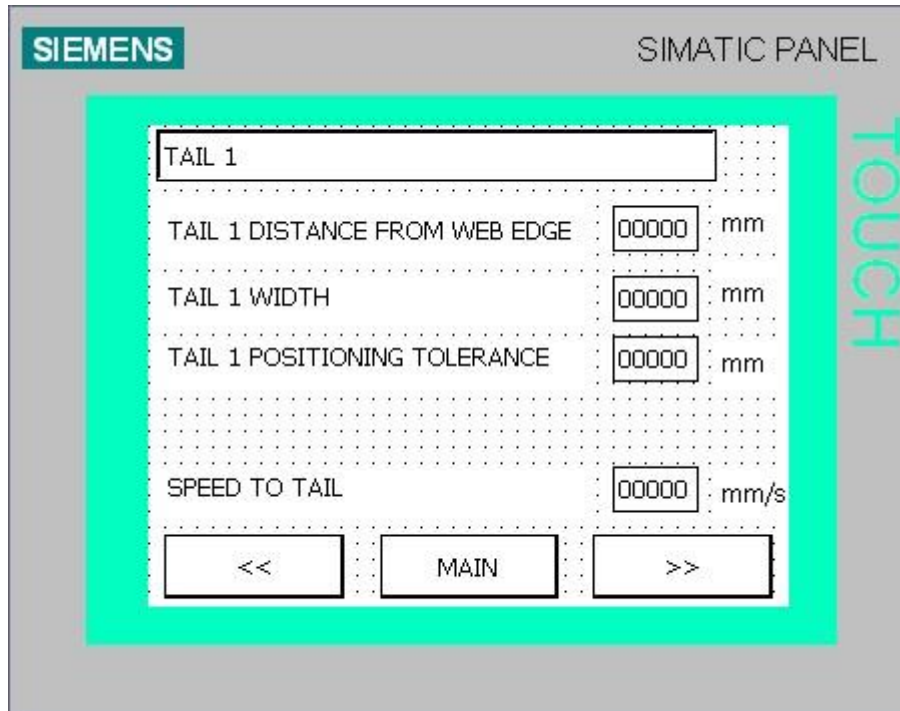 SIEMENS
SIMATIC PANEL
TOUCH
TAIL 1
TAIL 1 DISTANCE FROM WEB EDGE 00000 mm
TAIL 1 WIDTH 00000 mm
TAIL 1 POSITIONING TOLERANCE 00000 mm
SPEED TO TAIL 00000 mm/s
<< MAIN >>